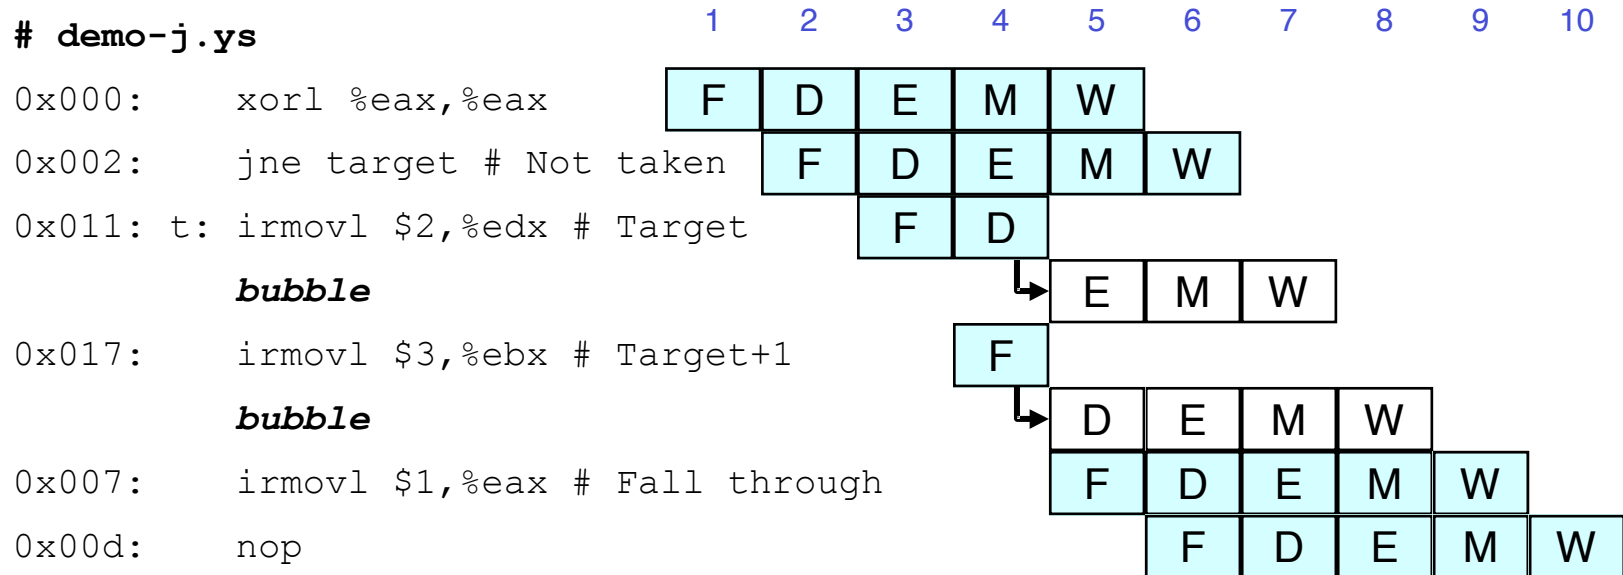 1 2 3 4 5 6 7 8 9 10
# demo-j.ys
0x000: xorl %eax,%eax F D E M W
0x002: jne target # Not taken F D E M W
0x011: t: irmovl $2,%edx # Target F D
bubble E M W
0x017: irmovl $3,%ebx # Target+1 F
bubble D E M W
0x007: irmovl $1,%eax # Fall through F D E M W
0x00d: nop F D E M W